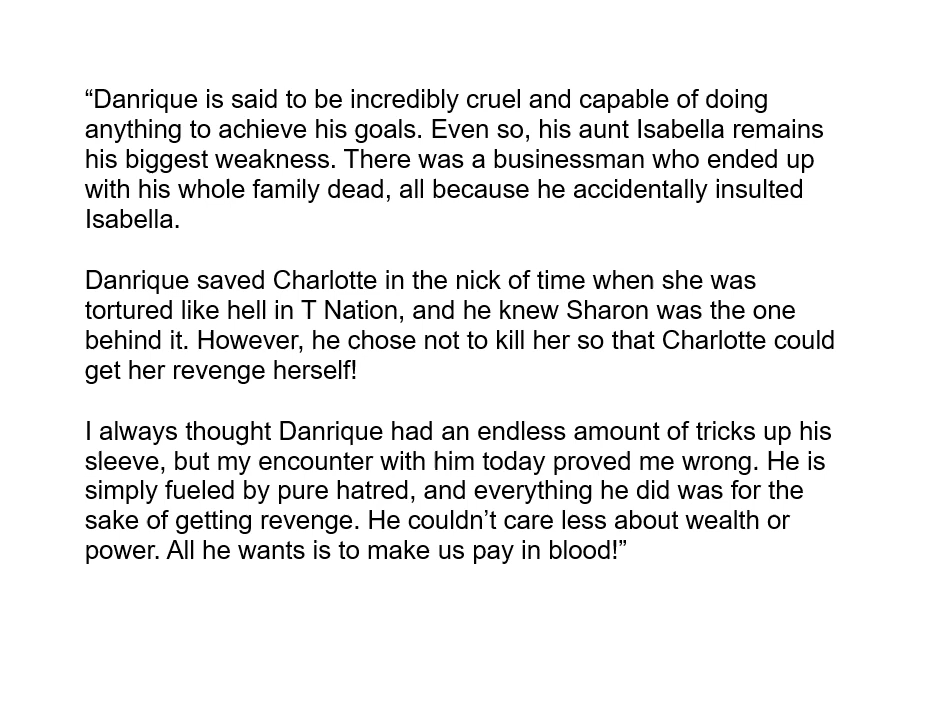 “Danrique is said to be incredibly cruel and capable of doing
anything to achieve his goals. Even so, his aunt Isabella remains
his biggest weakness. There was a businessman who ended up
with his whole family dead, all because he accidentally insulted
Isabella.
Danrique saved Charlotte in the nick of time when she was
tortured like hell in T Nation, and he knew Sharon was the one
behind it. However, he chose not to kill her so that Charlotte could
get her revenge herself!
I always thought Danrique had an endless amount of tricks up his
sleeve, but my encounter with him today proved me wrong. He is
simply fueled by pure hatred, and everything he did was for the
sake of getting revenge. He couldn’t care less about wealth or
power. All he wants is to make us pay in blood!”